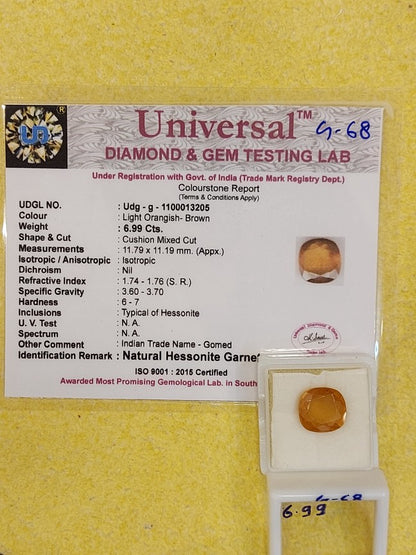 Universal™
G-68
DIAMOND & GEM TESTING LAB
Under Registration with Govt. of India (Trade Mark Registry Dept.)
Colourstone Report
(Terms & Conditions Apply)
UDGL NO. : Udg - g - 1100013205
Colour : Light Orangish- Brown
Weight : 6.99 Cts.
Shape & Cut : Cushion Mixed Cut
Measurements : 11.79 x 11.19 mm. (Appx.)
Isotropic / Anisotropic : Isotropic
Dichroism : Nil
Refractive Index : 1.74 - 1.76 (S. R.)
Specific Gravity : 3.60 - 3.70
Hardness : 6 - 7
Inclusions : Typical of Hessonite
U. V. Test : N. A.
Spectrum : N. A.
Other Comment : Indian Trade Name - Gomed
Identification Remark : Natural Hessonite Garnet
ISO 9001 : 2015 Certified
Awarded Most Promising Gemological Lab. in South
G-68
6.99